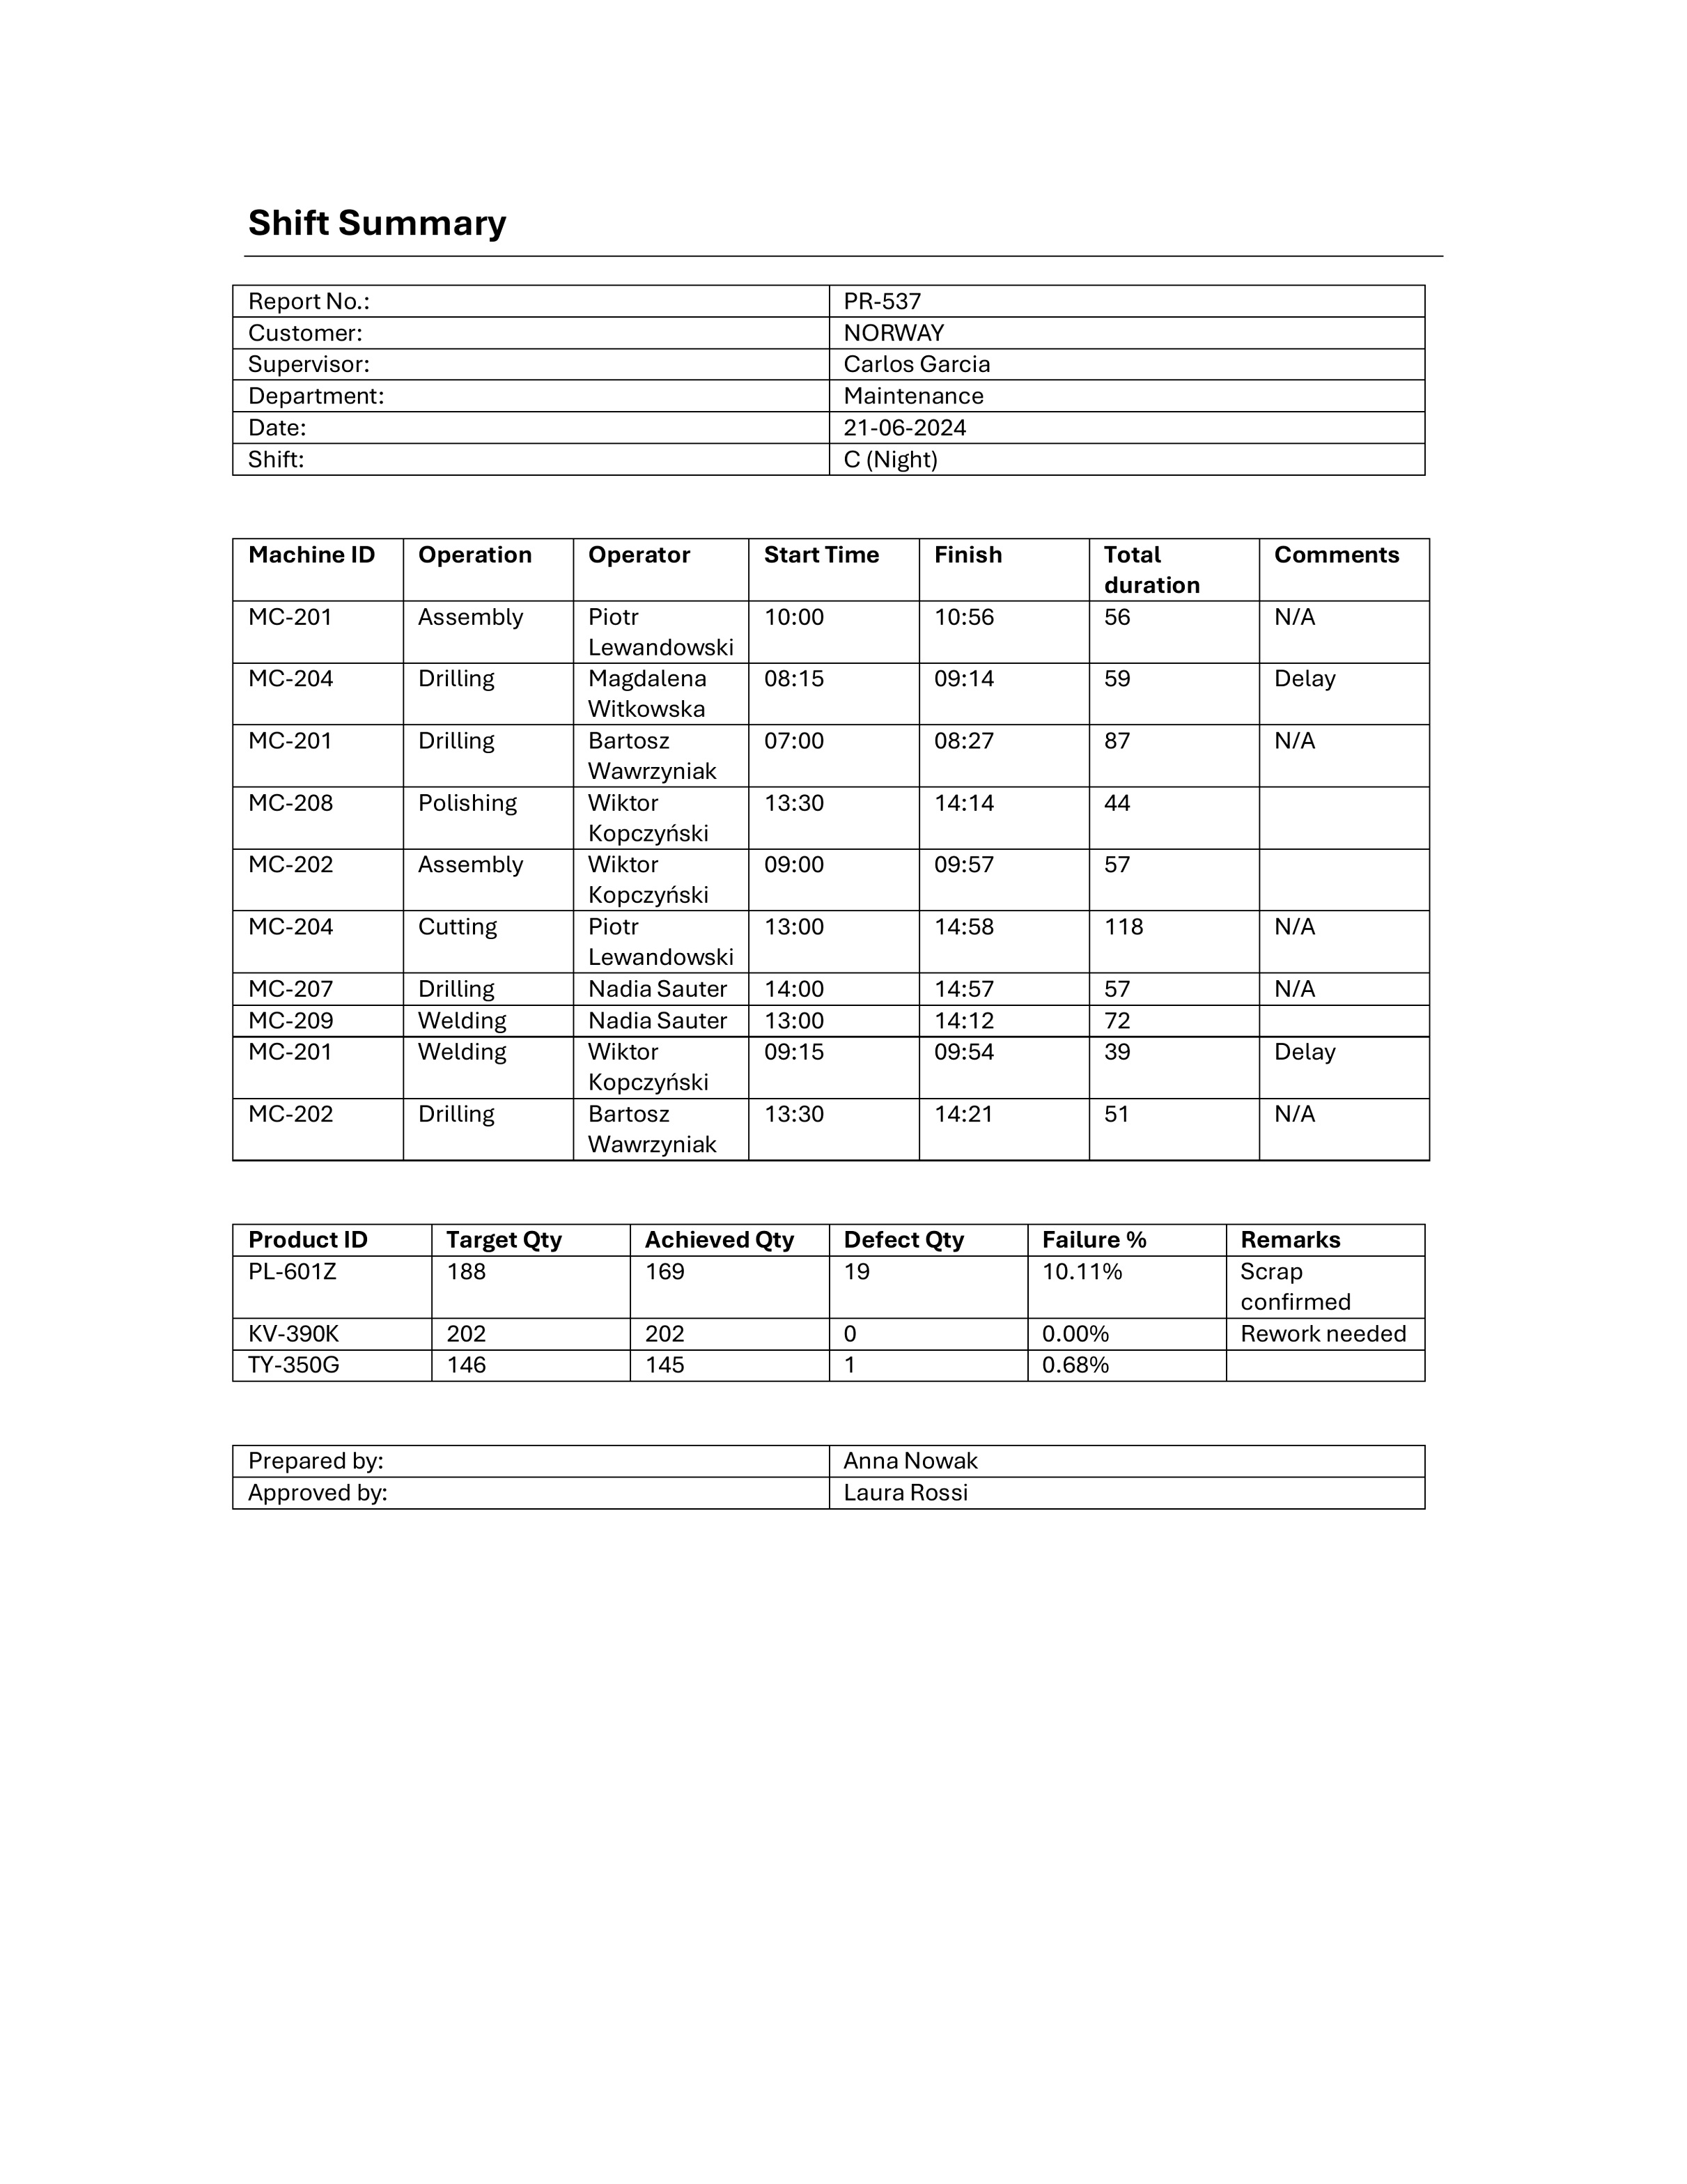 Shift Summary
Report No.: PR-537
Customer: NORWAY
Supervisor: Carlos Garcia
Department: Maintenance
Date: 21-06-2024
Shift: C (Night)
Machine ID Operation Operator Start Time Finish Total duration Comments
MC-201 Assembly Piotr Lewandowski 10:00 10:56 56 N/A
MC-204 Drilling Magdalena Witkowska 08:15 09:14 59 Delay
MC-201 Drilling Bartosz Wawrzyniak 07:00 08:27 87 N/A
MC-208 Polishing Wiktor Kopczyński 13:30 14:14 44
MC-202 Assembly Wiktor Kopczyński 09:00 09:57 57
MC-204 Cutting Piotr Lewandowski 13:00 14:58 118 N/A
MC-207 Drilling Nadia Sauter 14:00 14:57 57 N/A
MC-209 Welding Nadia Sauter 13:00 14:12 72
MC-201 Welding Wiktor Kopczyński 09:15 09:54 39 Delay
MC-202 Drilling Bartosz Wawrzyniak 13:30 14:21 51 N/A
Product ID Target Qty Achieved Qty Defect Qty Failure % Remarks
PL-601Z 188 169 19 10.11% Scrap confirmed
KV-390K 202 202 0 0.00% Rework needed
TY-350G 146 145 1 0.68%
Prepared by: Anna Nowak
Approved by: Laura Rossi